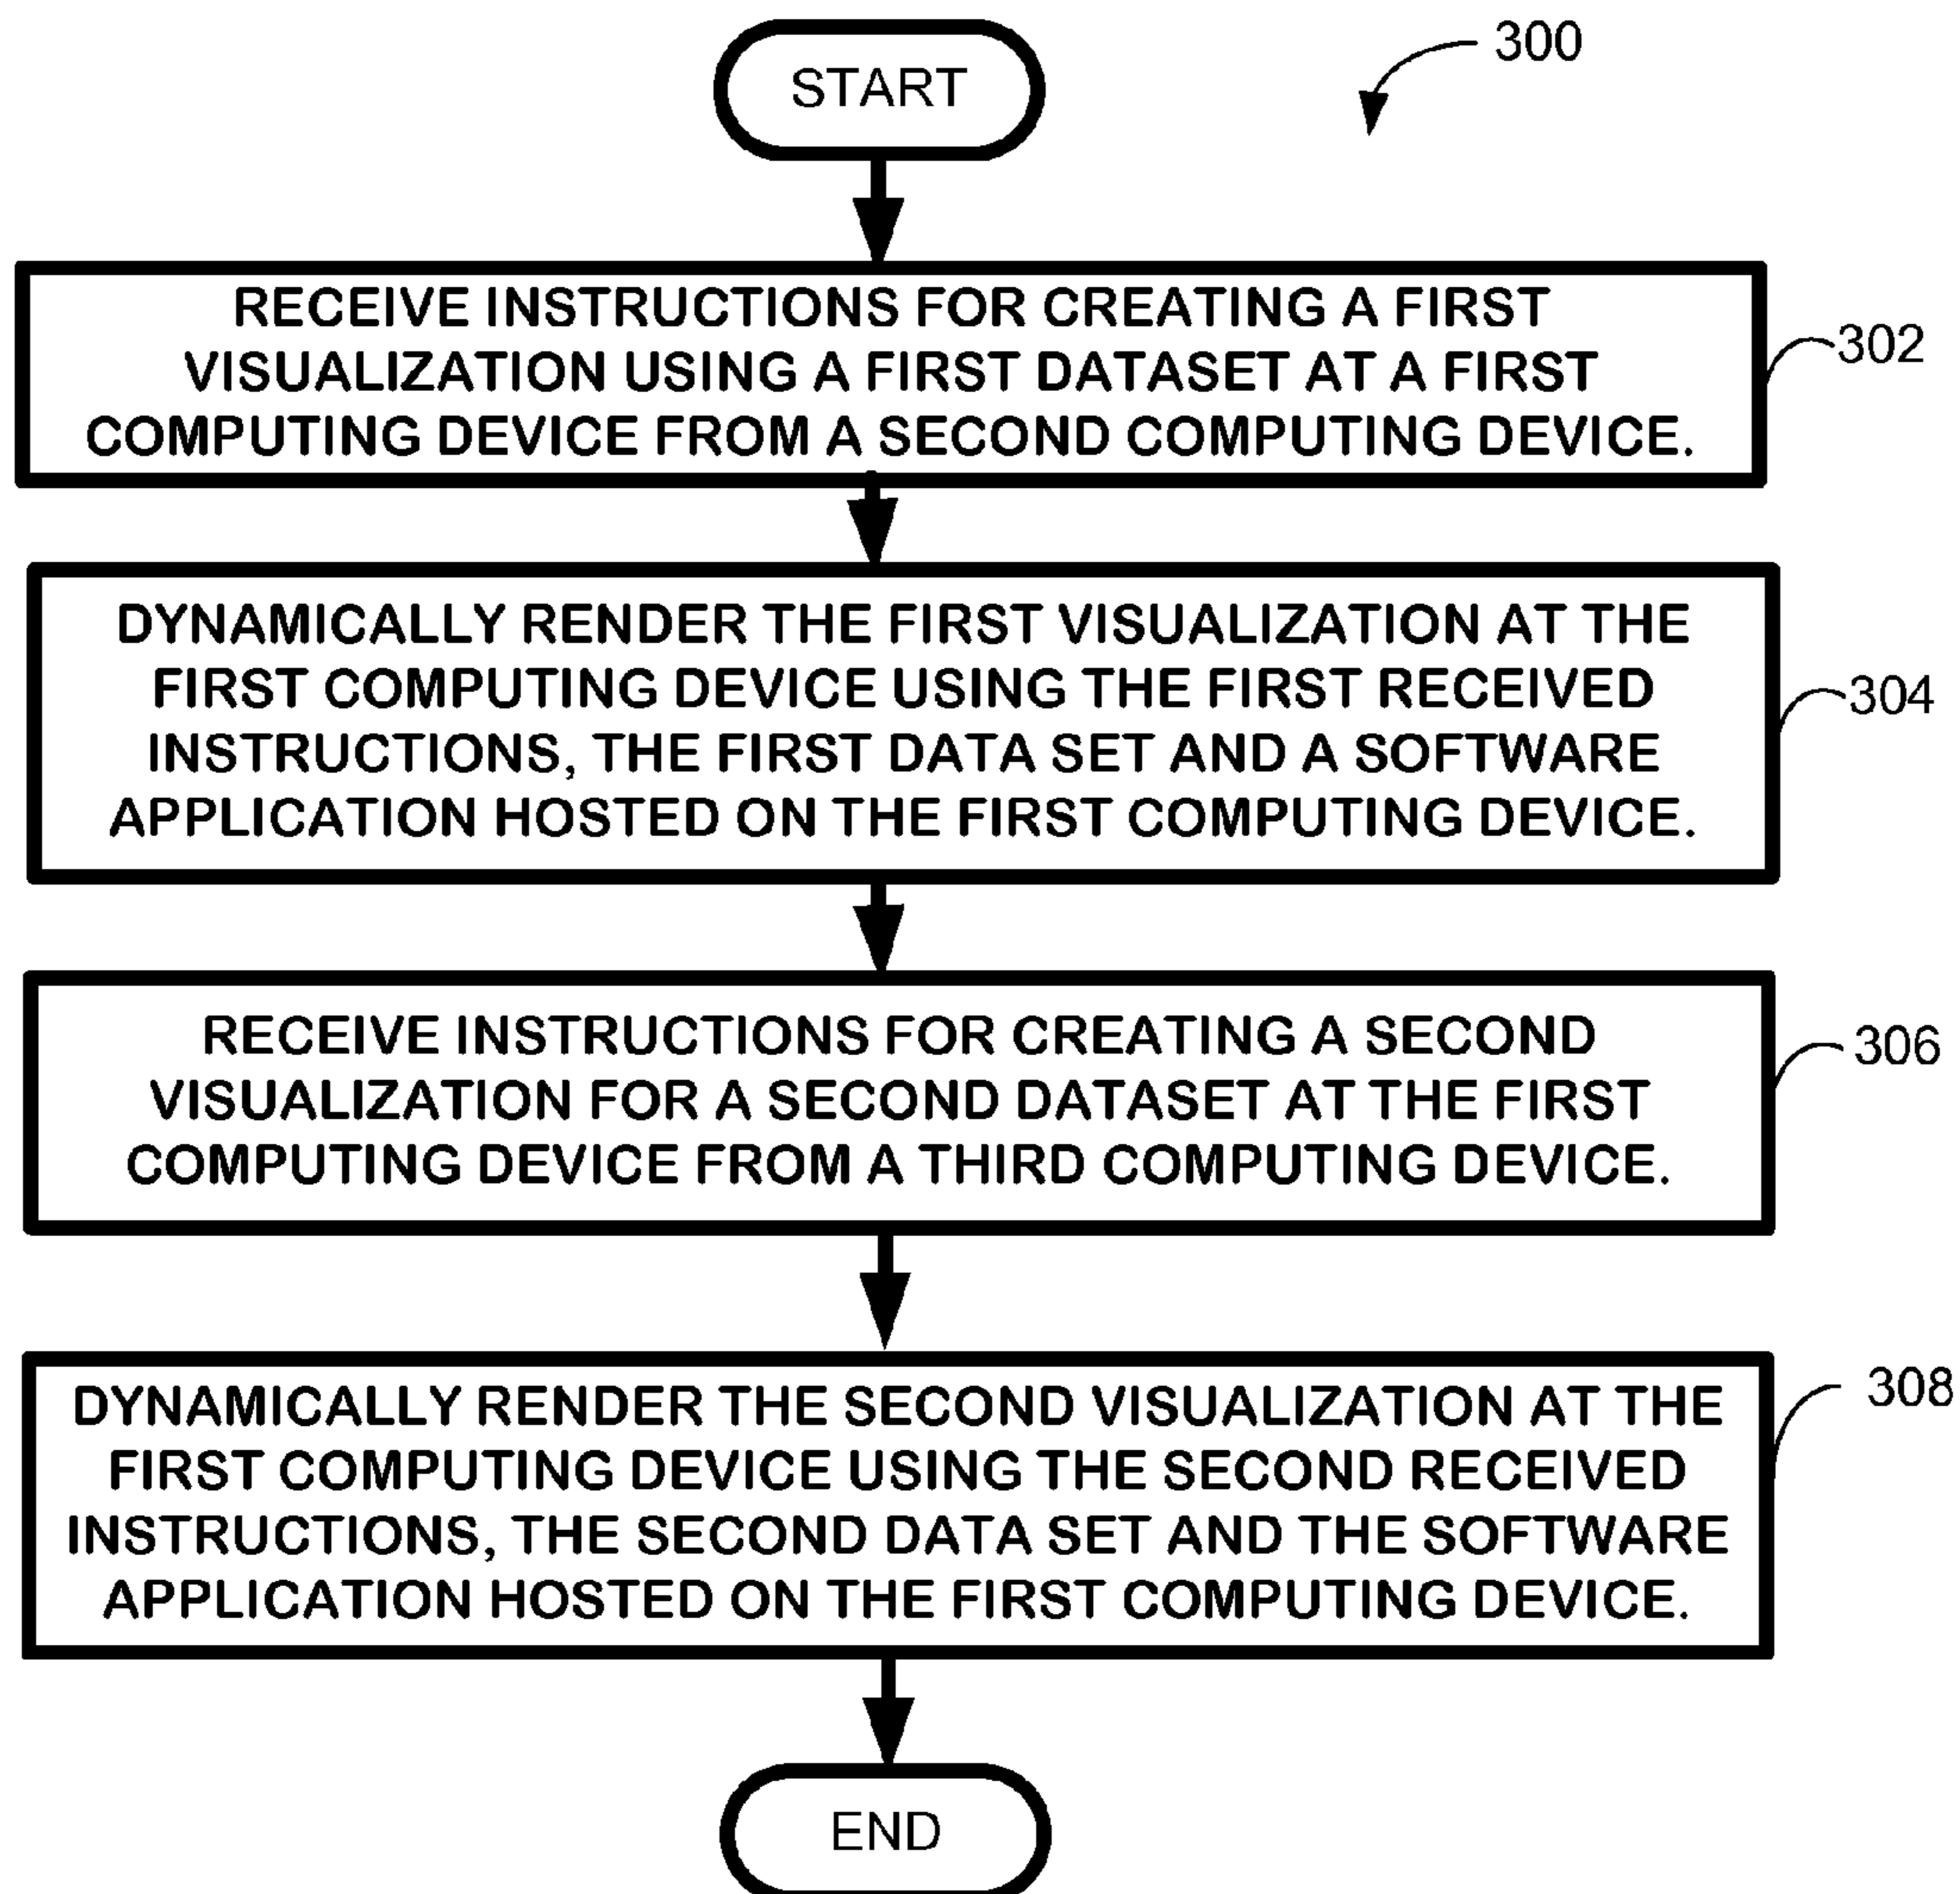 START
300
RECEIVE INSTRUCTIONS FOR CREATING A FIRST
VISUALIZATION USING A FIRST DATASET AT A FIRST
COMPUTING DEVICE FROM A SECOND COMPUTING DEVICE.
302
DYNAMICALLY RENDER THE FIRST VISUALIZATION AT THE
FIRST COMPUTING DEVICE USING THE FIRST RECEIVED
INSTRUCTIONS, THE FIRST DATA SET AND A SOFTWARE
APPLICATION HOSTED ON THE FIRST COMPUTING DEVICE.
304
RECEIVE INSTRUCTIONS FOR CREATING A SECOND
VISUALIZATION FOR A SECOND DATASET AT THE FIRST
COMPUTING DEVICE FROM A THIRD COMPUTING DEVICE.
306
DYNAMICALLY RENDER THE SECOND VISUALIZATION AT THE
FIRST COMPUTING DEVICE USING THE SECOND RECEIVED
INSTRUCTIONS, THE SECOND DATA SET AND THE SOFTWARE
APPLICATION HOSTED ON THE FIRST COMPUTING DEVICE.
308
END